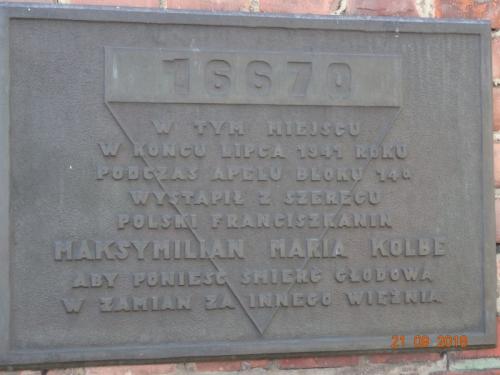 16670
W TYM MIEJSCU
W KOŃCU LIPCA 1941 ROKU
PODCZAS APELU BLOKU 14a
WYSTĄPIŁ Z SZEREGU
POLSKI FRANCISZKANIN
MAKSYMILIAN MARIA KOLBE
ABY PONIEŚĆ ŚMIERĆ GŁODOWĄ
W ZAMIAN ZA INNEGO WIĘŹNIA
21 09 2018